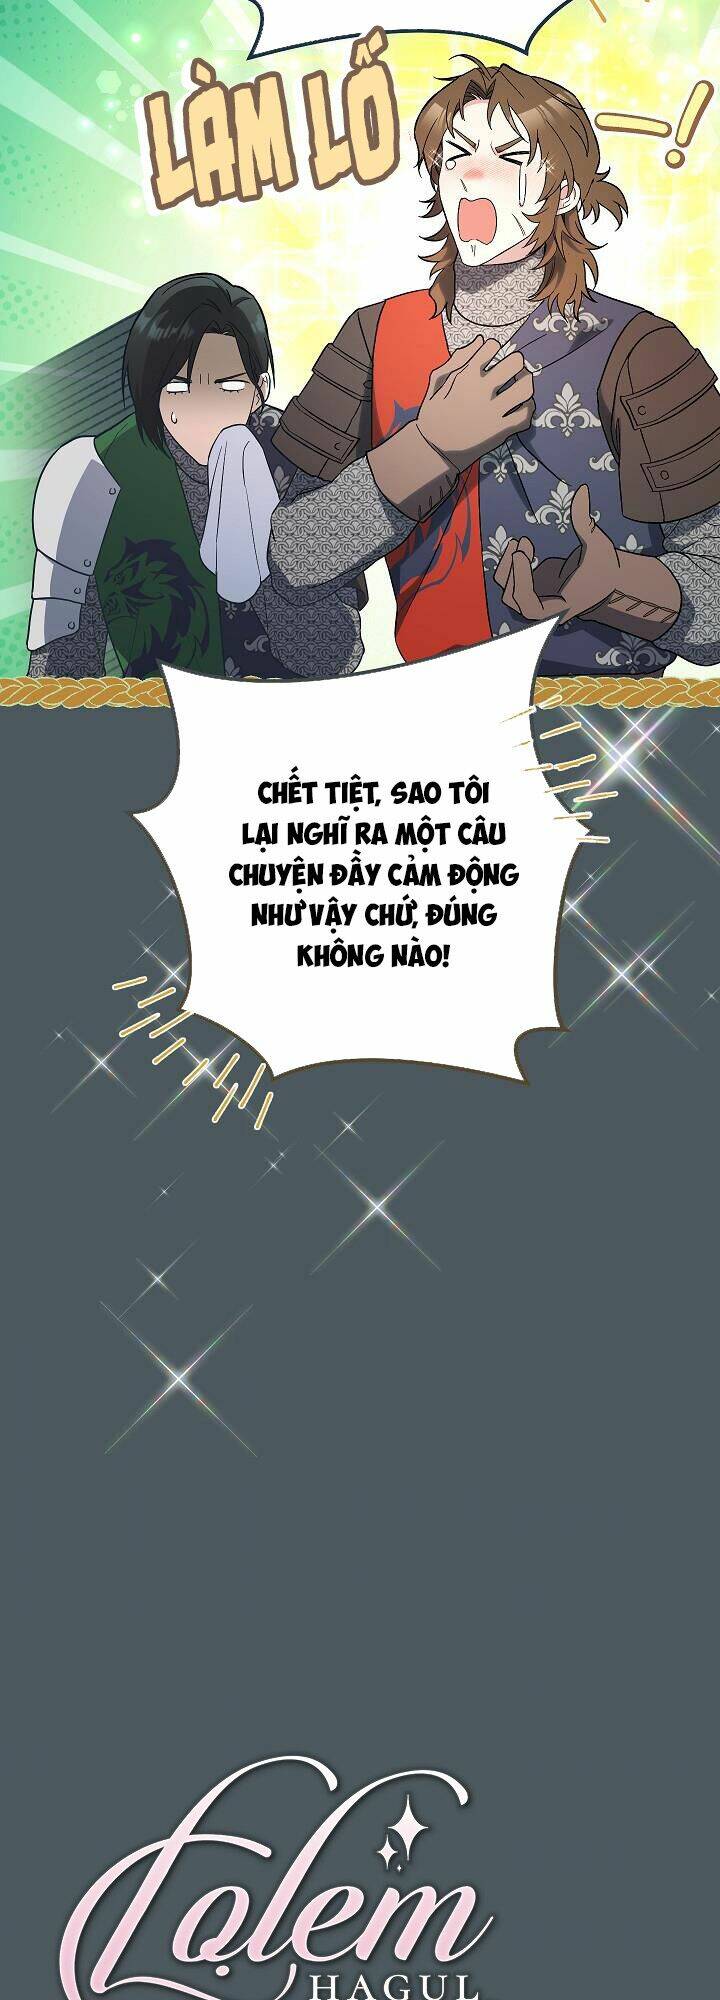 LÀM LỐ
–!
CHẾT TIỆT, SAO TÔI
LẠI NGHĨ RA MỘT CÂU
CHUYỆN ĐẦY CẢM ĐỘNG
NHƯ VẬY CHỨ, ĐÚNG
KHÔNG NÀO!
Lọlem
HAGUL